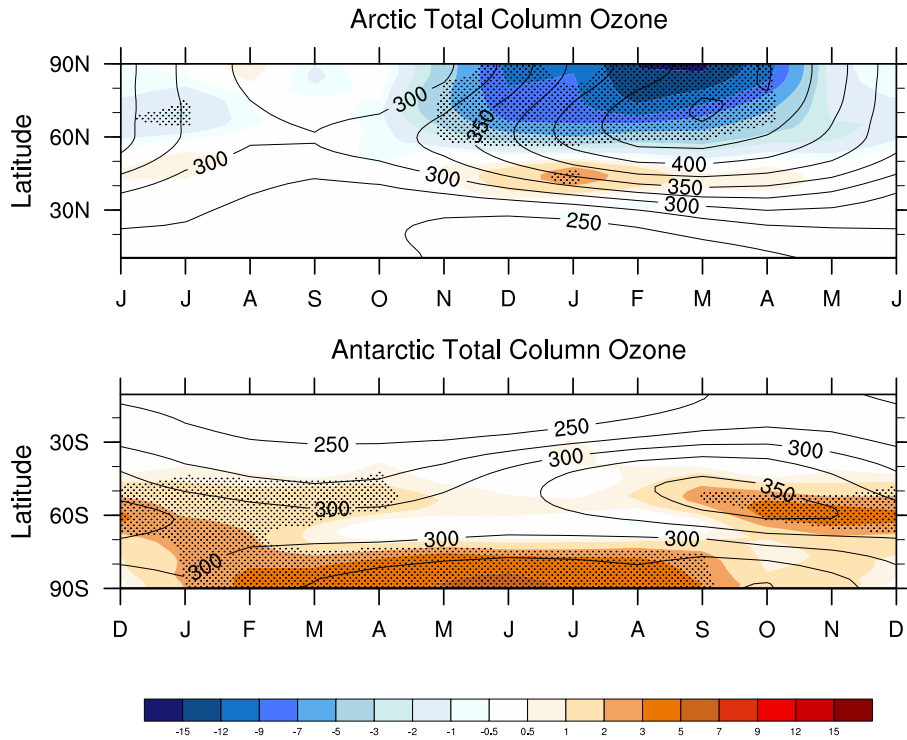 Arctic Total Column Ozone
90N
60N
30N
Latitude
300
350
300
300
400
350
300
250
J J A S O N D J F M A M J
Antarctic Total Column Ozone
30S
60S
90S
Latitude
250
250
300
300
350
300
300
300
300
D J F M A M J J A S O N D
-15 -12 -9 -7 -5 -3 -2 -1 -0.5 0.5 1 2 3 5 7 9 12 15